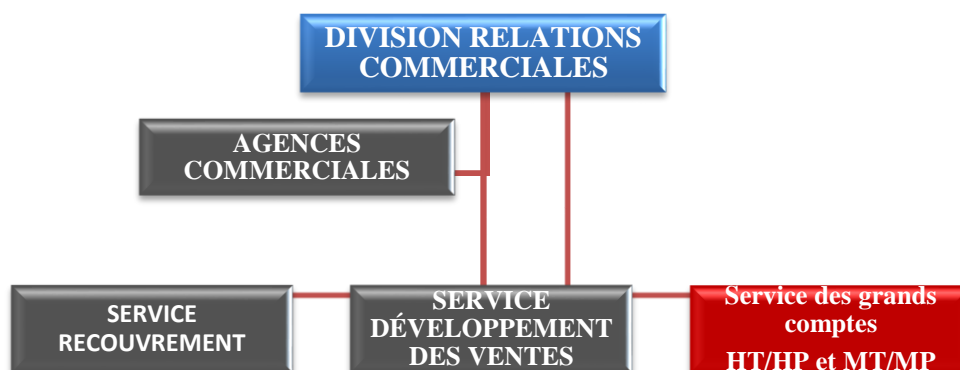 DIVISION RELATIONS
COMMERCIALES
AGENCES
COMMERCIALES
SERVICE
RECOUVREMENT
SERVICE
DÉVELOPPEMENT
DES VENTES
Service des grands
comptes
HT/HP et MT/MP